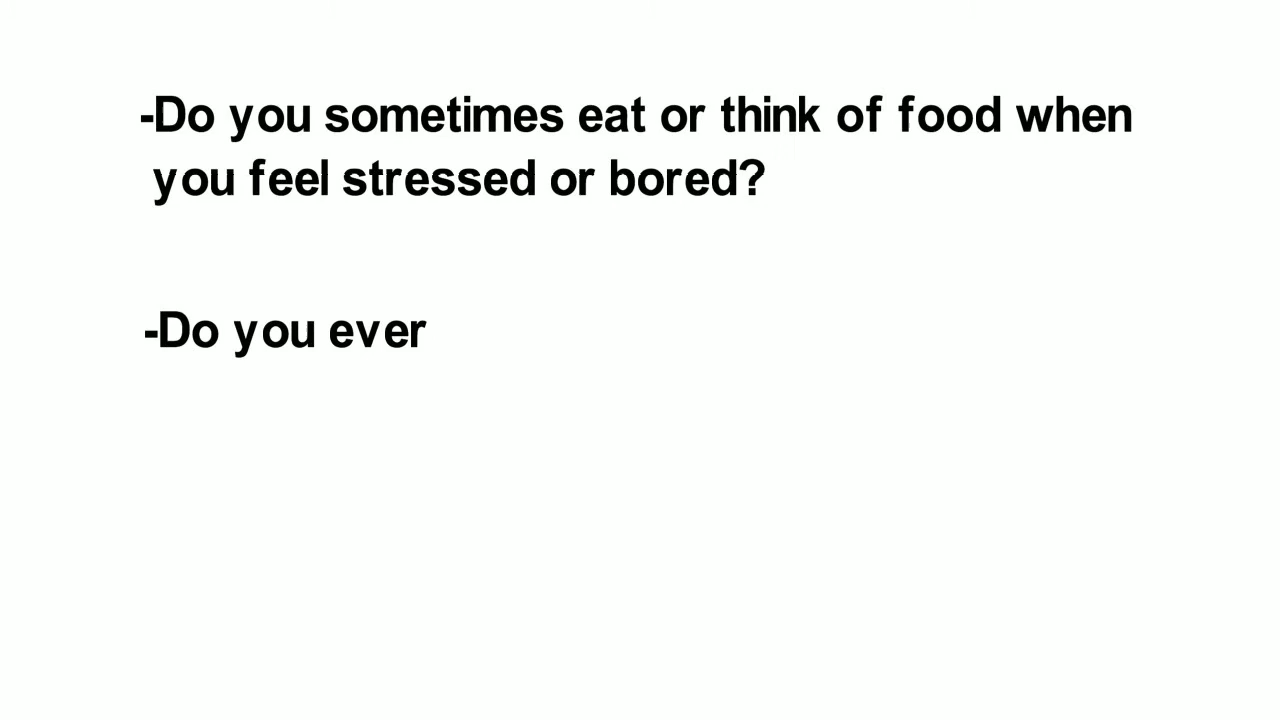 -Do you sometimes eat or think of food when
you feel stressed or bored?
-Do you ever